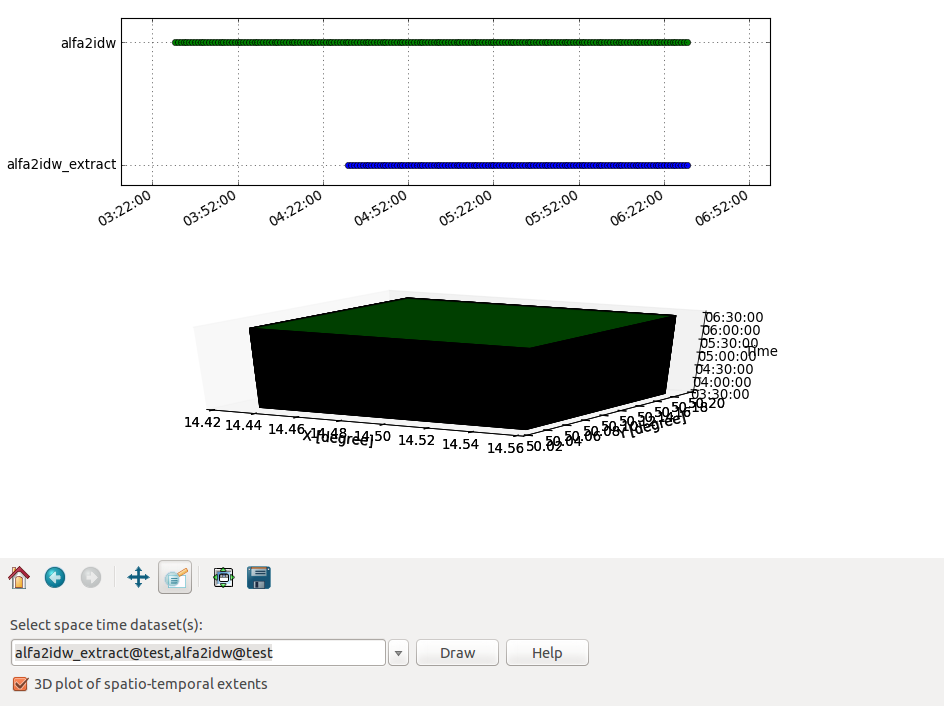 alfa2idw
alfa2idw_extract
03:22:00 03:52:00 04:22:00 04:52:00 05:22:00 05:52:00 06:22:00 06:52:00
06:30:00
06:00:00
05:30:00
05:00:00
04:30:00
04:00:00
03:30:00
Time
14.42 14.44 14.46 14.48 14.50 14.52 14.54 14.56
X [degree]
50.02 50.04 50.06 50.08 50.10 50.12 50.14 50.16 50.18 50.20
Y [degree]
Select space time dataset(s):
alfa2idw_extract@test,alfa2idw@test
Draw
Help
3D plot of spatio-temporal extents